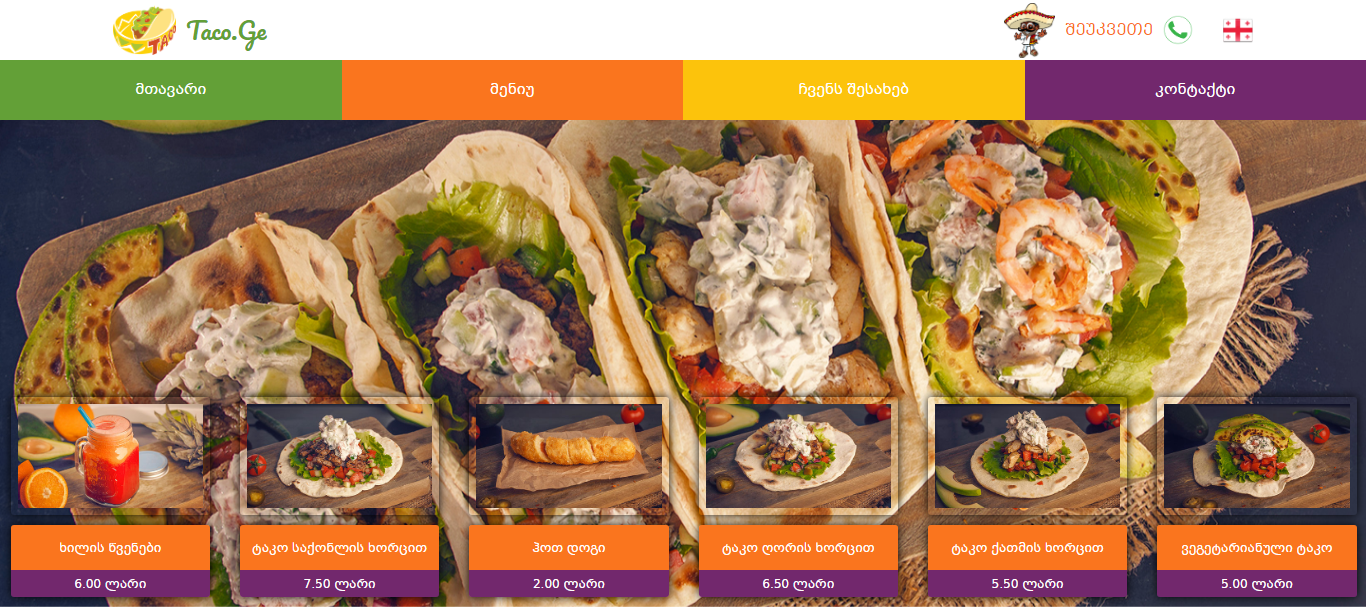 TACO
Taco.Ge
შეუკვეთე
მთავარი
მენიუ
ჩვენს შესახებ
კონტაქტი
ხილის წვენები
6.00 ლარი
ტაკო საქონლის ხორცით
7.50 ლარი
ჰოთ დოგი
2.00 ლარი
ტაკო ღორის ხორცით
6.50 ლარი
ტაკო ქათმის ხორცით
5.50 ლარი
ვეგეტარიანული ტაკო
5.00 ლარი